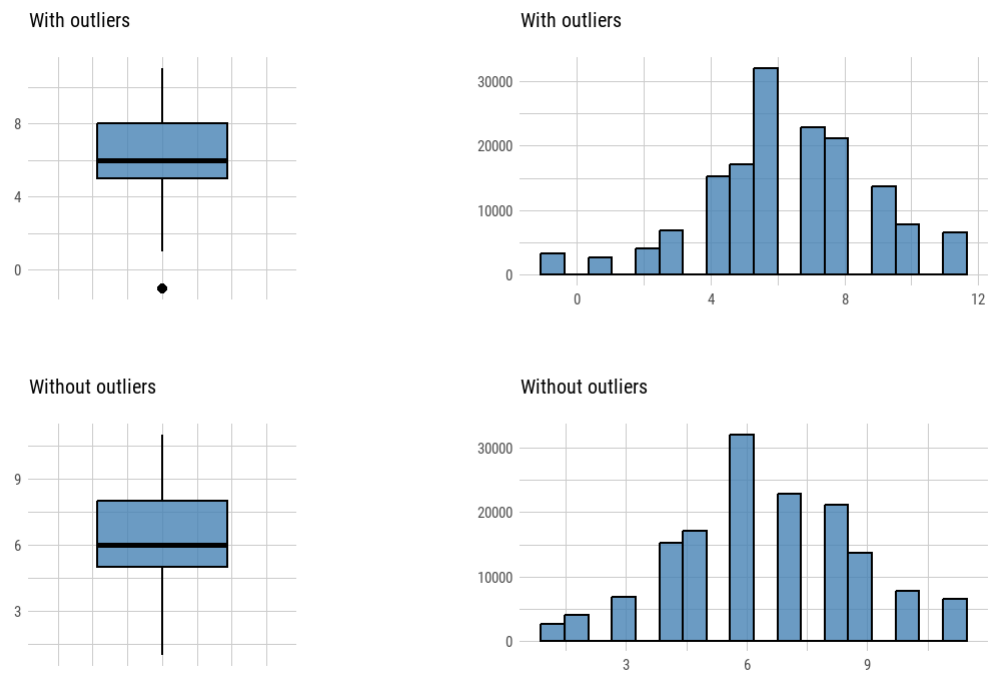 With outliers
8
4
0
With outliers
30000
20000
10000
0
0 4 8 12
Without outliers
9
6
3
Without outliers
30000
20000
10000
0
3 6 9